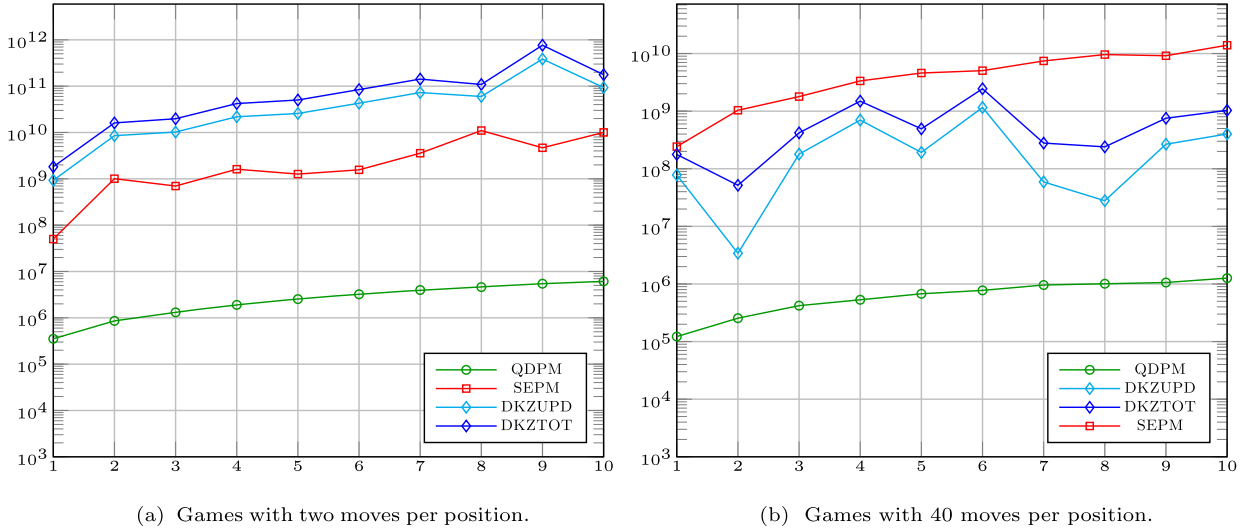 10^12
10^11
10^10
10^9
10^8
10^7
10^6
10^5
10^4
10^3
1 2 3 4 5 6 7 8 9 10
QDPM
SEPM
DKZUPD
DKZTOT
(a) Games with two moves per position.
10^10
10^9
10^8
10^7
10^6
10^5
10^4
10^3
1 2 3 4 5 6 7 8 9 10
QDPM
DKZUPD
DKZTOT
SEPM
(b) Games with 40 moves per position.